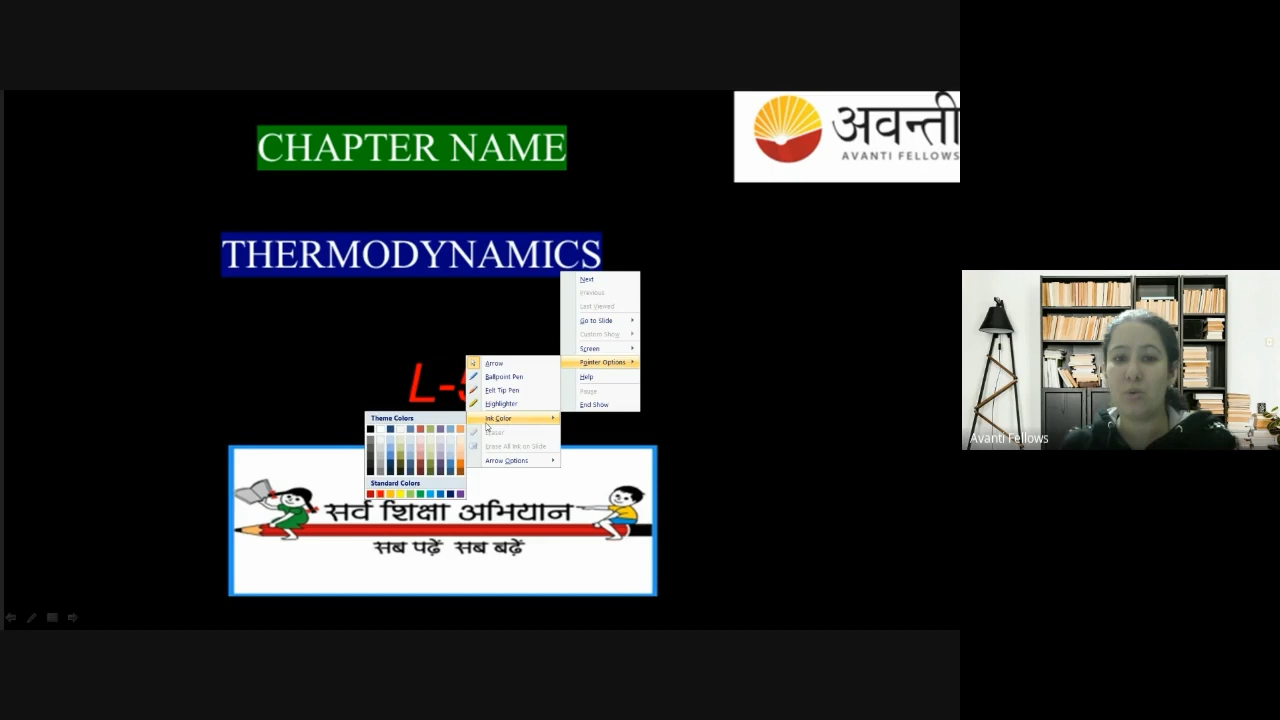 CHAPTER NAME
अवन्ती
AVANTI FELLOWS
THERMODYNAMICS
Next
Previous
Last Viewed
Go to Slide
Custom Show
Screen
Pointer Options
Help
Pause
End Show
L-5
Arrow
Ballpoint Pen
Felt Tip Pen
Highlighter
Ink Color
Eraser
Erase All Ink on Slide
Arrow Options
Theme Colors
Standard Colors
सर्व शिक्षा अभियान
सब पढ़ें सब बढ़ें
Avanti Fellows